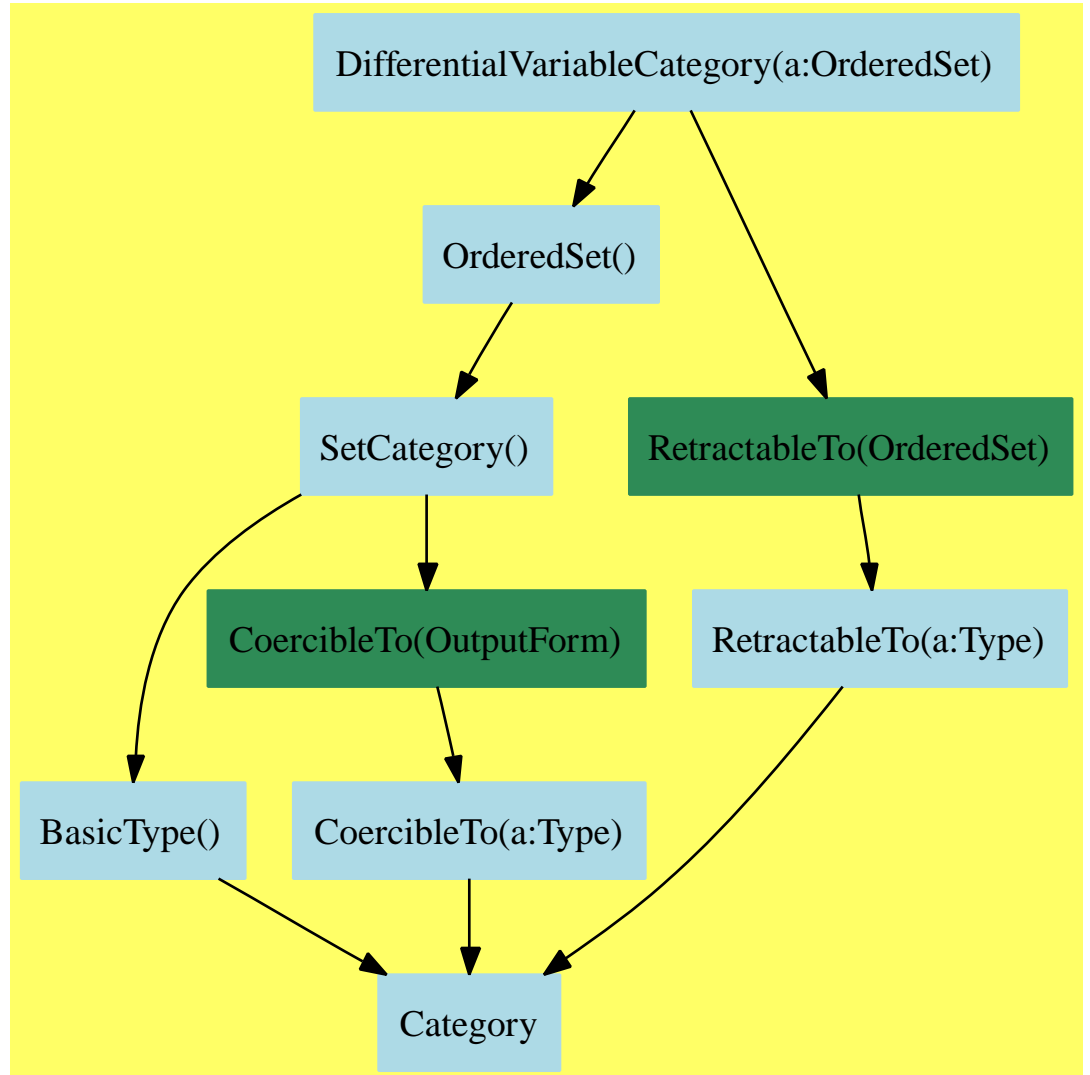 DifferentialVariableCategory(a:OrderedSet)
OrderedSet()
SetCategory()
RetractableTo(OrderedSet)
CoercibleTo(OutputForm)
RetractableTo(a:Type)
BasicType()
CoercibleTo(a:Type)
Category